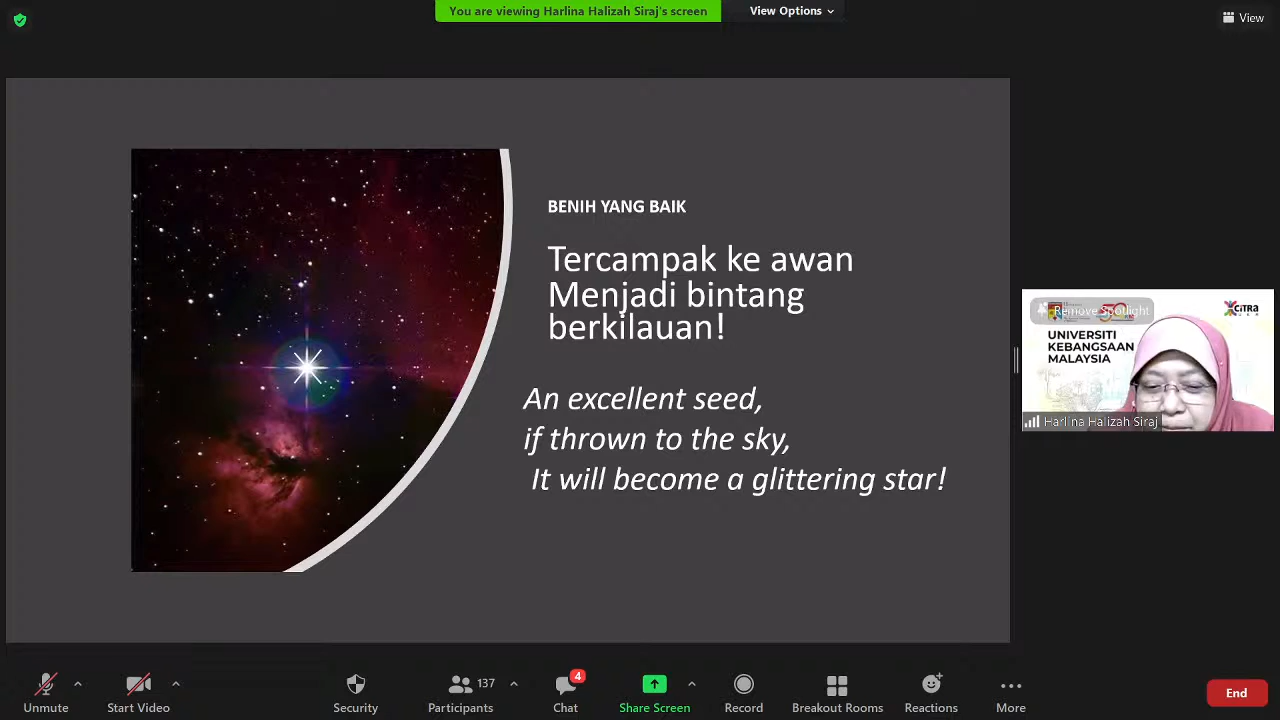 You are viewing Harlina Halizah Siraj's screen
View Options
View
BENIH YANG BAIK
Tercampak ke awan
Menjadi bintang
berkilauan!
An excellent seed,
if thrown to the sky,
It will become a glittering star!
Remove Spotlight
CiTRA
UNIVERSITI
KEBANGSAAN
MALAYSIA
Harlina Halizah Siraj
Unmute
Start Video
Security
137
Participants
4
Chat
Share Screen
Record
Breakout Rooms
Reactions
More
End